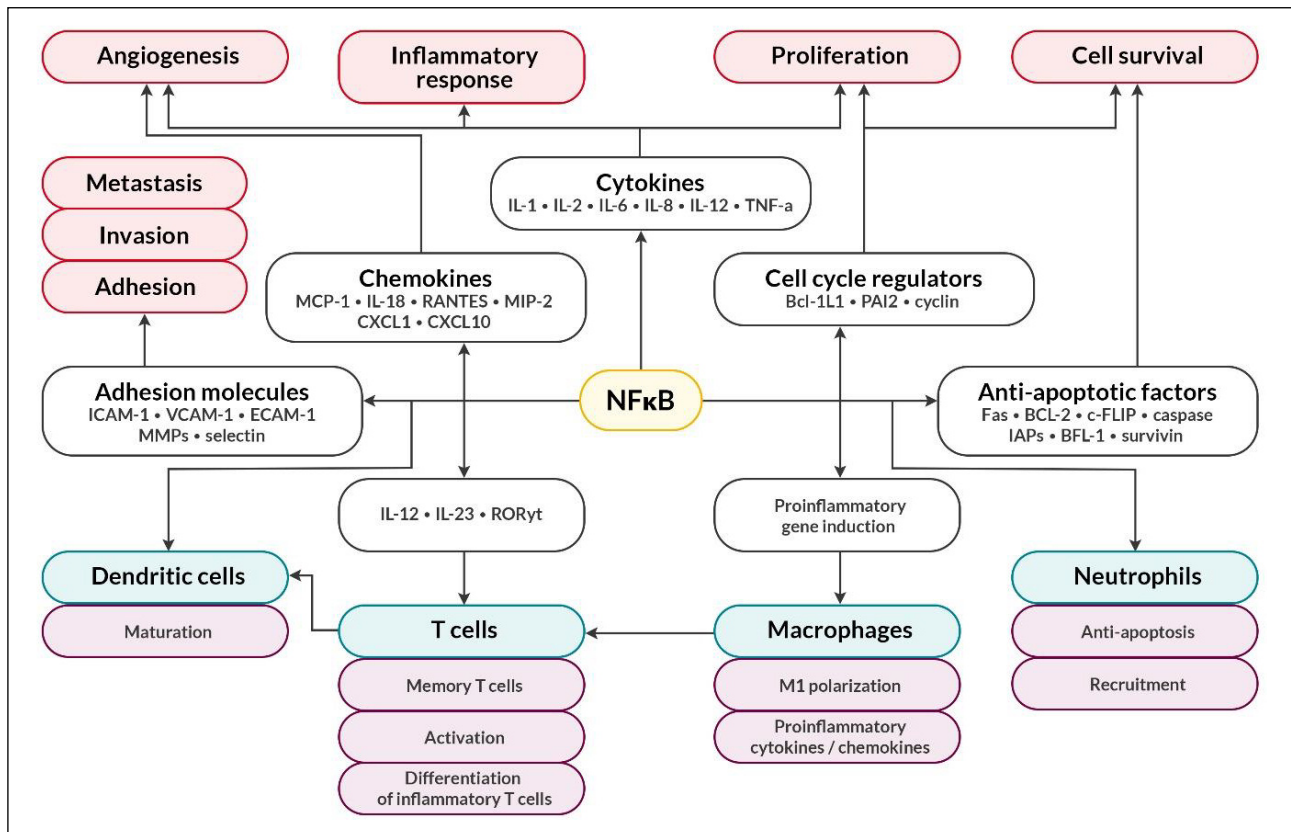 Angiogenesis
Inflammatory
response
Proliferation
Cell survival
Metastasis
Invasion
Adhesion
Cytokines
IL-1 • IL-2 • IL-6 • IL-8 • IL-12 • TNF-a
Chemokines
MCP-1 • IL-18 • RANTES • MIP-2
CXCL1 • CXCL10
Cell cycle regulators
Bcl-1L1 • PAI2 • cyclin
Adhesion molecules
ICAM-1 • VCAM-1 • ECAM-1
MMPs • selectin
NFκB
Anti-apoptotic factors
Fas • BCL-2 • c-FLIP • caspase
IAPs • BFL-1 • survivin
IL-12 • IL-23 • RORyt
Proinflammatory
gene induction
Dendritic cells
Maturation
T cells
Memory T cells
Activation
Differentiation
of inflammatory T cells
Macrophages
M1 polarization
Proinflammatory
cytokines / chemokines
Neutrophils
Anti-apoptosis
Recruitment